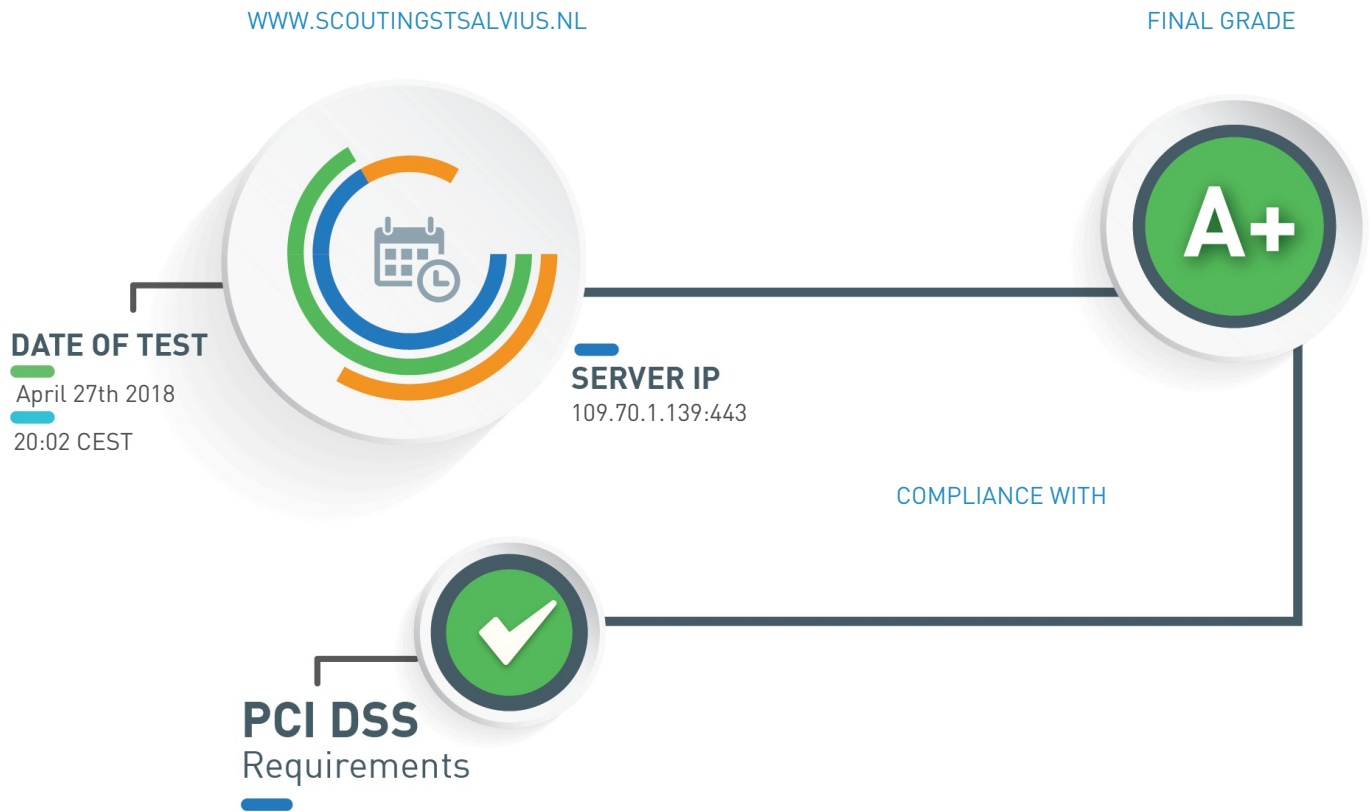 WWW.SCOUTINGSTSALVIUS.NL
FINAL GRADE
A+
DATE OF TEST
April 27th 2018
20:02 CEST
SERVER IP
109.70.1.139:443
COMPLIANCE WITH
PCI DSS
Requirements